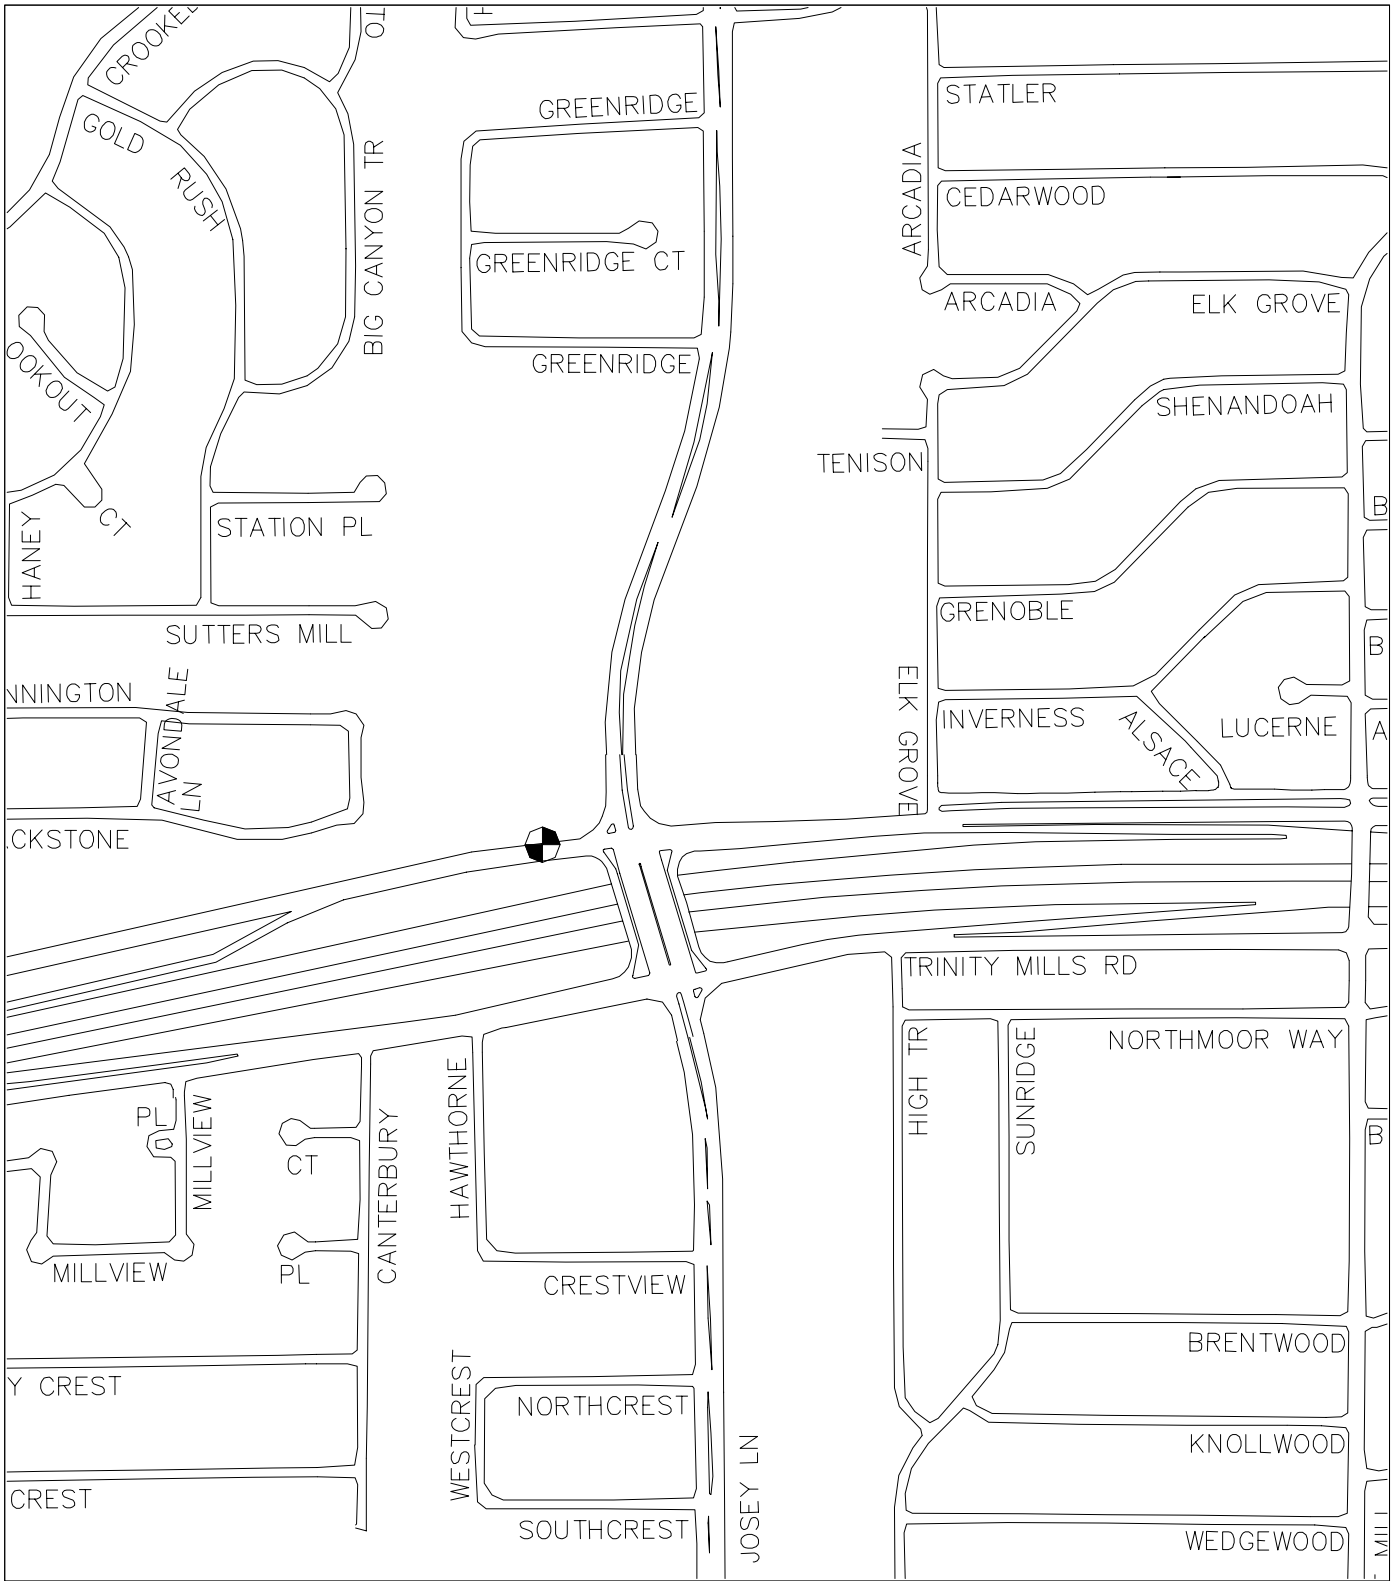 CROOKE
TO
H
GREENRIDGE
STATLER
GOLD
RUSH
BIG CANYON TR
ARCADIA
CEDARWOOD
GREENRIDGE CT
ARCADIA
ELK GROVE
OOKOUT
CT
GREENRIDGE
SHENANDOAH
TENISON
HANEY
STATION PL
B
GRENOBLE
SUTTERS MILL
B
NNINGTON
AVONDALE
LN
ELK GROVE
INVERNESS
ALSACE
LUCERNE
A
CKSTONE
TRINITY MILLS RD
HIGH TR
SUNRIDGE
NORTHMOOR WAY
PL
MILLVIEW
CT
CANTERBURY
HAWTHORNE
B
MILLVIEW
PL
CRESTVIEW
BRENTWOOD
Y CREST
WESTCREST
NORTHCREST
KNOLLWOOD
CREST
SOUTHCREST
JOSEY LN
WEDGEWOOD
MILL